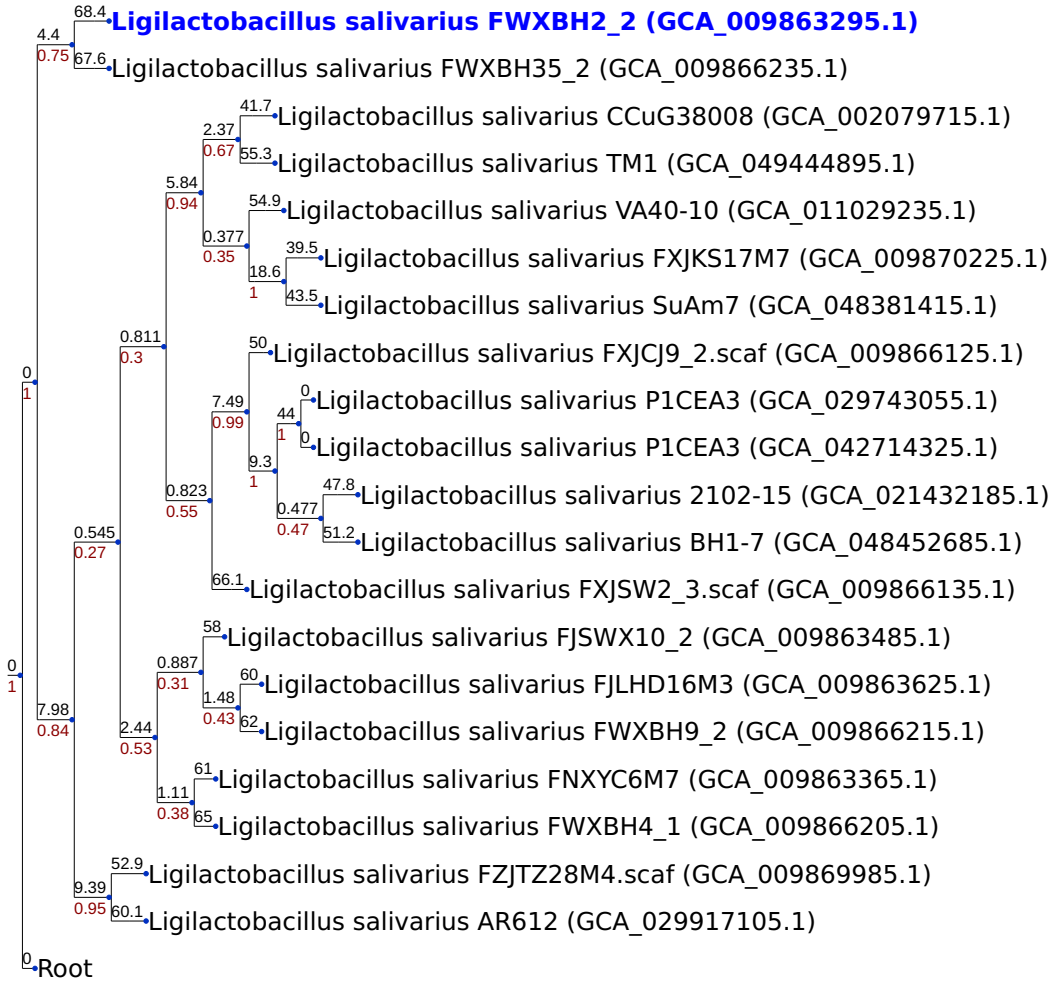 68.4
Ligilactobacillus salivarius FWXBH2_2 (GCA_009863295.1)
4.4
0.75
67.6
Ligilactobacillus salivarius FWXBH35_2 (GCA_009866235.1)
41.7
Ligilactobacillus salivarius CCuG38008 (GCA_002079715.1)
2.37
0.67
55.3
Ligilactobacillus salivarius TM1 (GCA_049444895.1)
5.84
0.94
54.9
Ligilactobacillus salivarius VA40-10 (GCA_011029235.1)
0.377
0.35
39.5
Ligilactobacillus salivarius FXJKS17M7 (GCA_009870225.1)
18.6
1
43.5
Ligilactobacillus salivarius SuAm7 (GCA_048381415.1)
0.811
0.3
50
Ligilactobacillus salivarius FXJCJ9_2.scaf (GCA_009866125.1)
0
1
7.49
0.99
0
Ligilactobacillus salivarius P1CEA3 (GCA_029743055.1)
44
1
0
Ligilactobacillus salivarius P1CEA3 (GCA_042714325.1)
9.3
1
47.8
Ligilactobacillus salivarius 2102-15 (GCA_021432185.1)
0.823
0.55
0.477
0.47
51.2
Ligilactobacillus salivarius BH1-7 (GCA_048452685.1)
0.545
0.27
66.1
Ligilactobacillus salivarius FXJSW2_3.scaf (GCA_009866135.1)
58
Ligilactobacillus salivarius FJSWX10_2 (GCA_009863485.1)
0
1
0.887
0.31
60
Ligilactobacillus salivarius FJLHD16M3 (GCA_009863625.1)
1.48
0.43
62
Ligilactobacillus salivarius FWXBH9_2 (GCA_009866215.1)
7.98
0.84
2.44
0.53
61
Ligilactobacillus salivarius FNXYC6M7 (GCA_009863365.1)
1.11
0.38
65
Ligilactobacillus salivarius FWXBH4_1 (GCA_009866205.1)
52.9
Ligilactobacillus salivarius FZJTZ28M4.scaf (GCA_009869985.1)
9.39
0.95
60.1
Ligilactobacillus salivarius AR612 (GCA_029917105.1)
0
Root